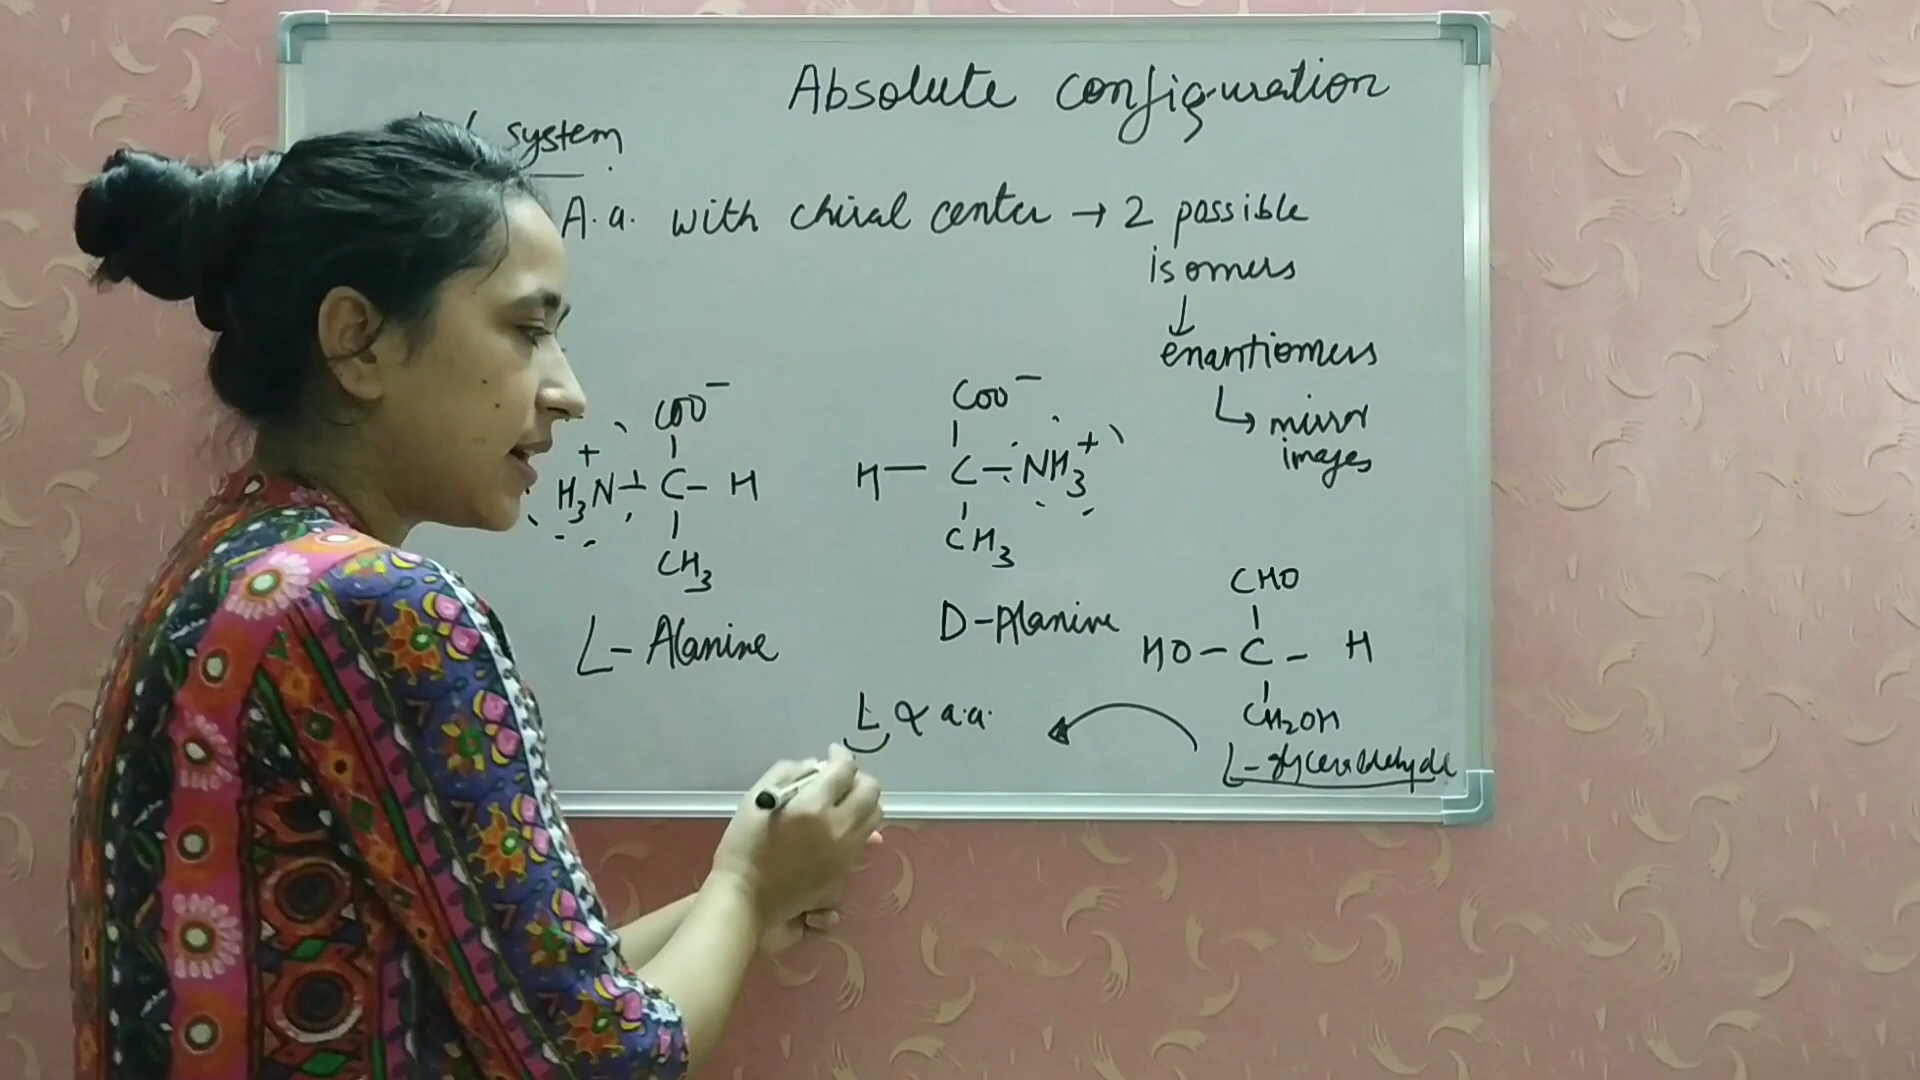 Absolute configuration
system
A.a. with chiral center → 2 possible
isomers
↓
enantiomers
↳ mirror
images
COO⁻
H₃N⁺ - C - H
CH₃
L-Alanine
COO⁻
H - C - NH₃⁺
CH₃
D-Alanine
CHO
HO - C - H
CH₂OH
L-glyceraldehyde
L α a.a.